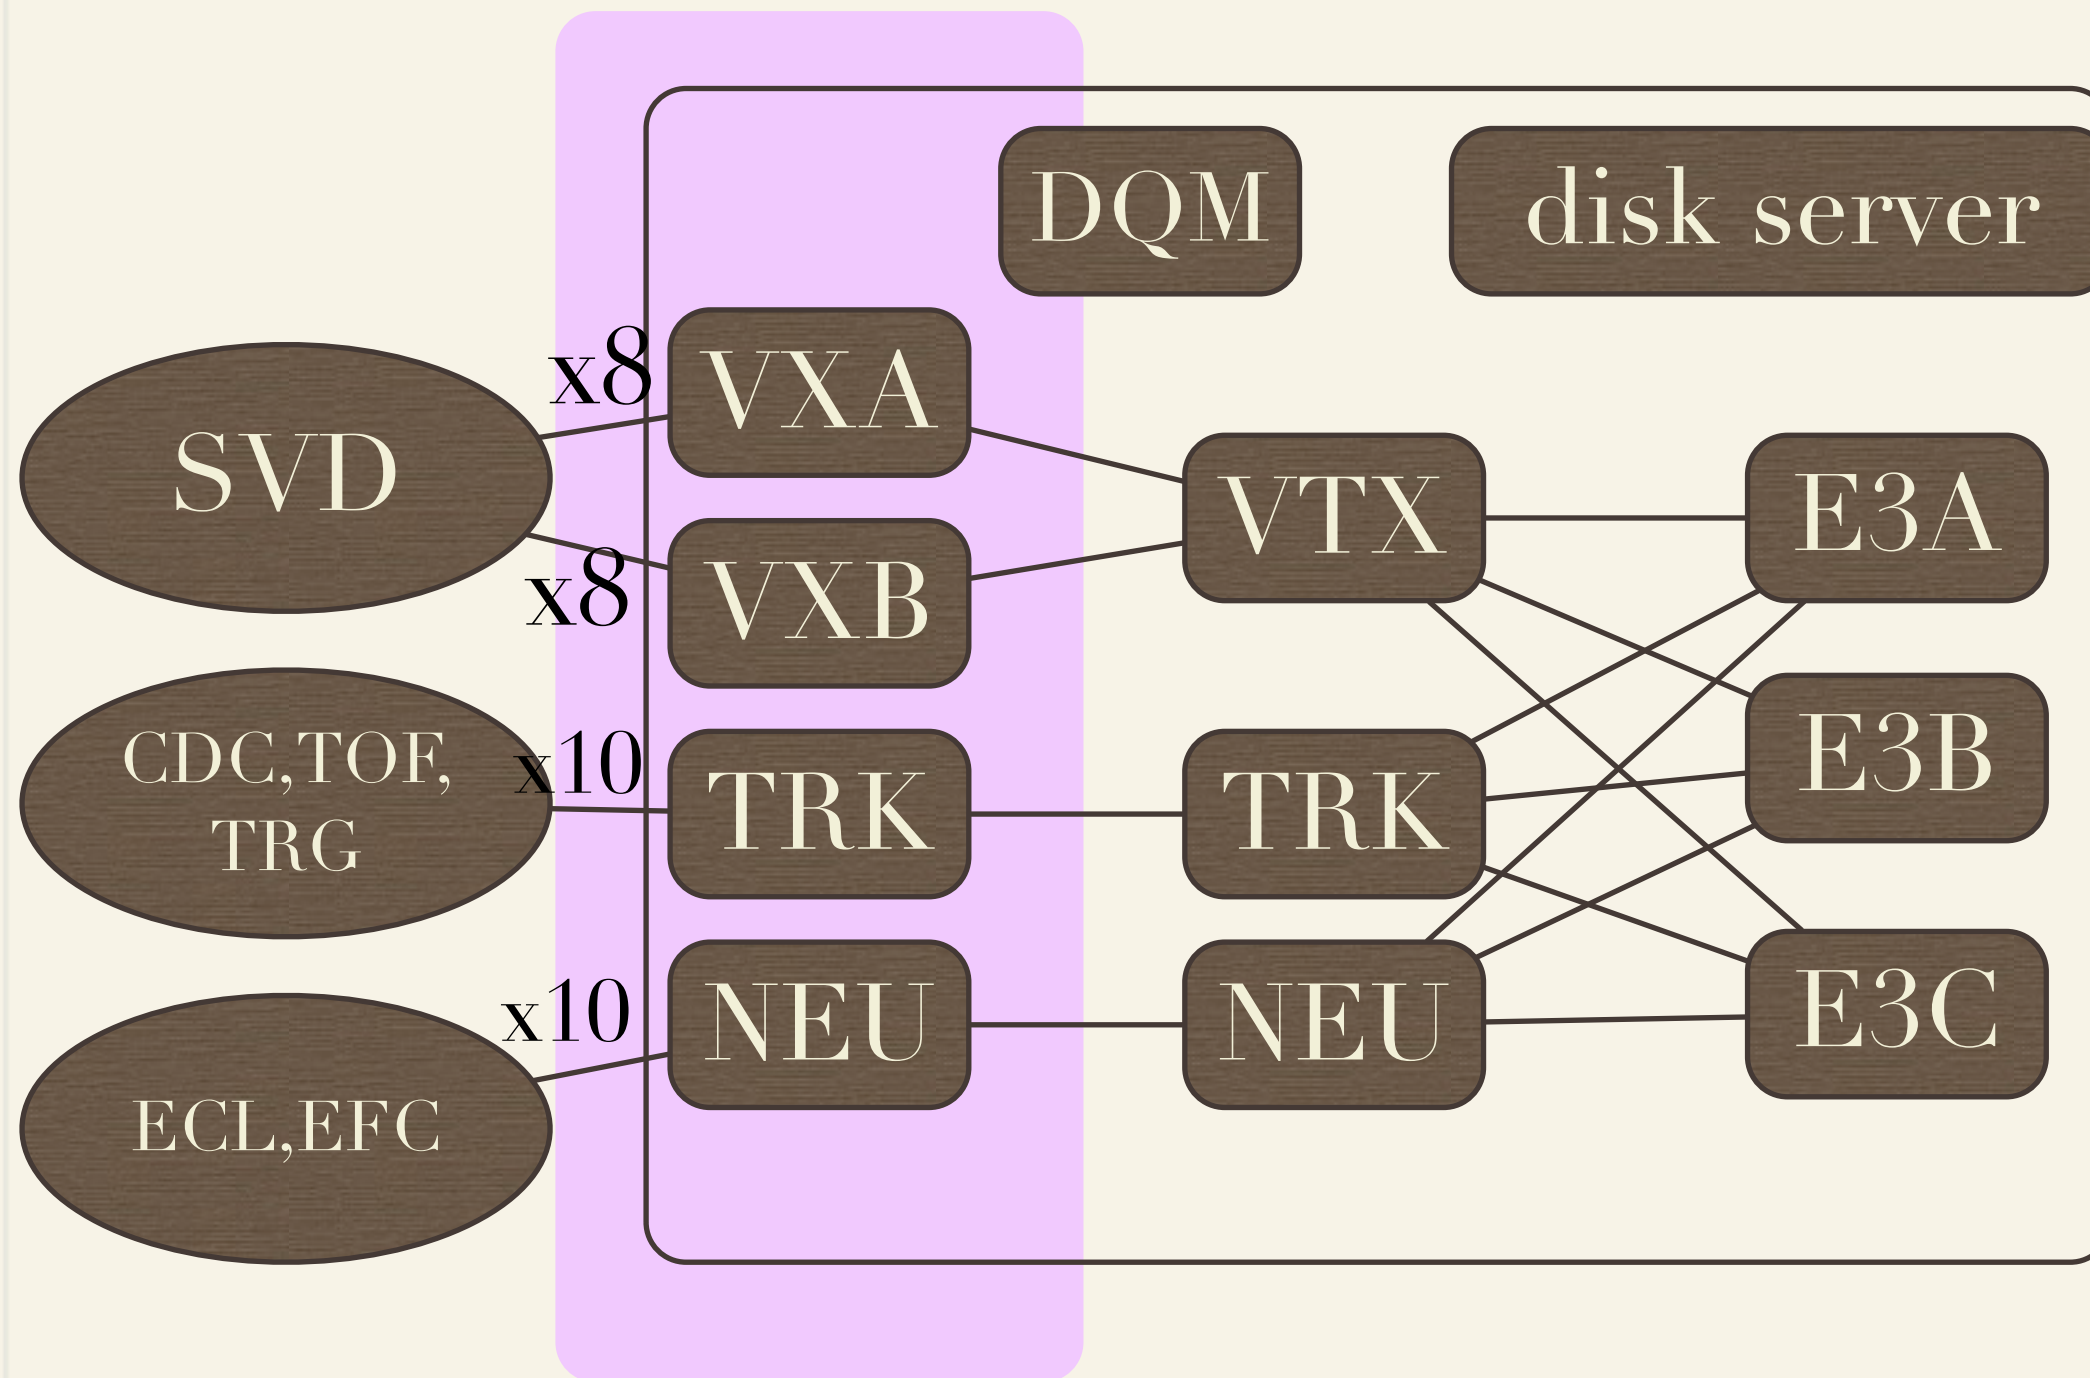 DQM
disk server
x8
VXA
SVD
VTX
E3A
x8
VXB
CDC,TOF,
TRG
x10
TRK
TRK
E3B
x10
NEU
NEU
E3C
ECL,EFC